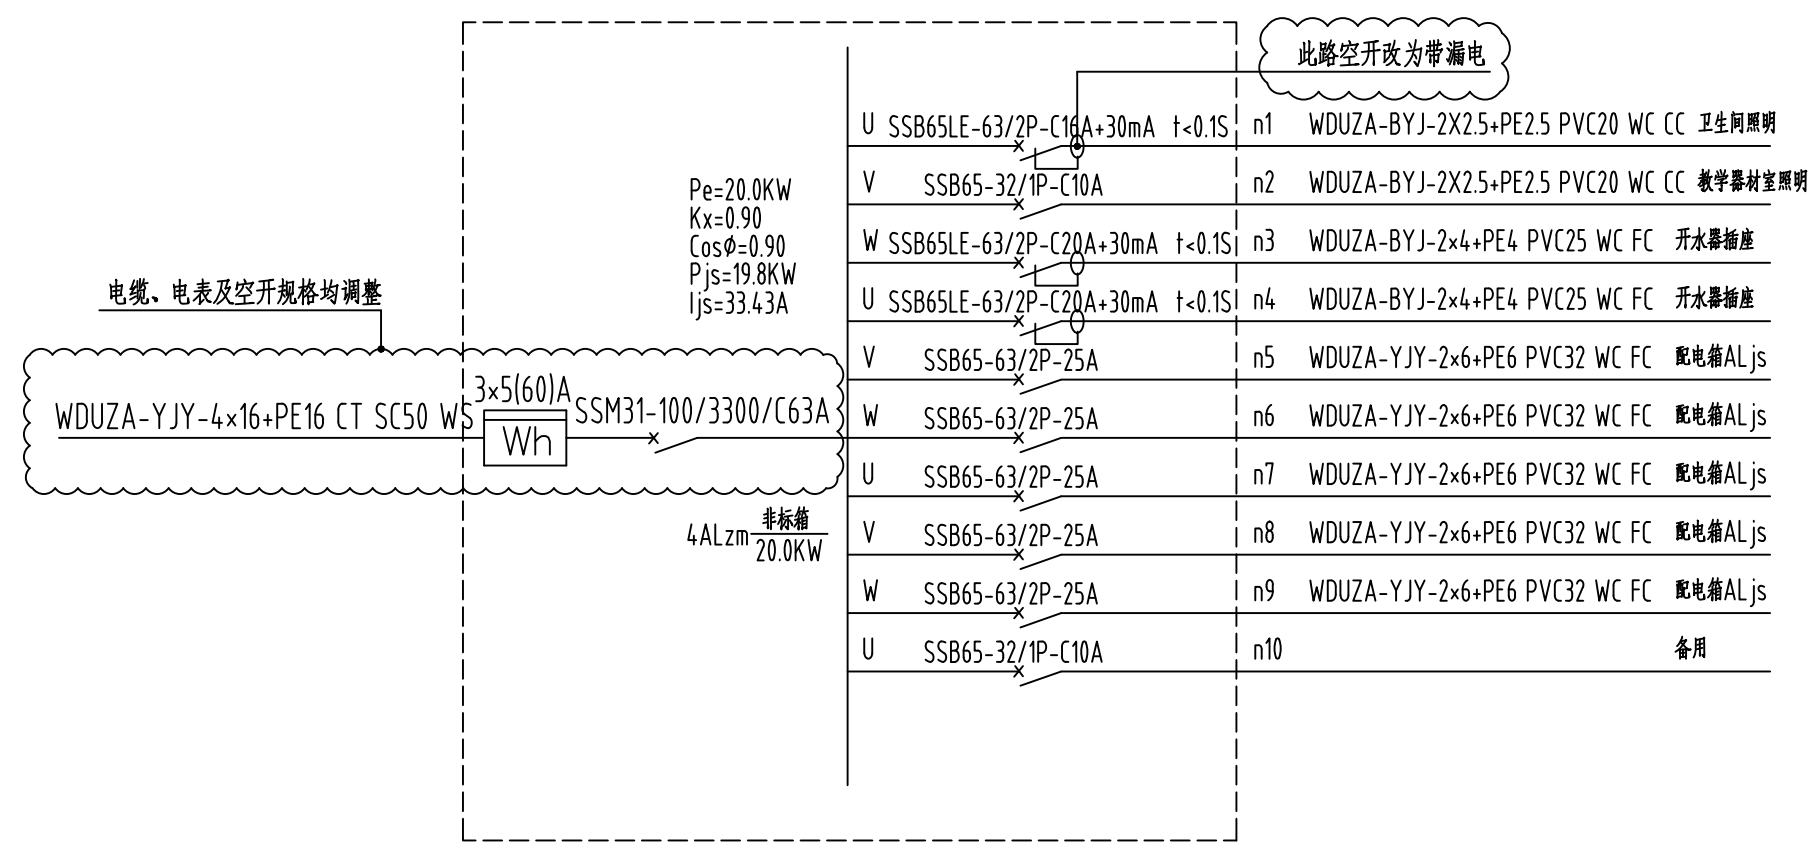 此路空开改为带漏电
U SSB65LE-63/2P-C16A+30mA t<0.1S n1 WDUZA-BYJ-2X2.5+PE2.5 PVC20 WC CC 卫生间照明
V SSB65-32/1P-C10A n2 WDUZA-BYJ-2X2.5+PE2.5 PVC20 WC CC 教学器材室照明
Pe=20.0KW
Kx=0.90
CosØ=0.90
Pjs=19.8KW
Ijs=33.43A
W SSB65LE-63/2P-C20A+30mA t<0.1S n3 WDUZA-BYJ-2×4+PE4 PVC25 WC FC 开水器插座
U SSB65LE-63/2P-C20A+30mA t<0.1S n4 WDUZA-BYJ-2×4+PE4 PVC25 WC FC 开水器插座
电缆、电表及空开规格均调整
V SSB65-63/2P-25A n5 WDUZA-YJY-2×6+PE6 PVC32 WC FC 配电箱ALjs
3×5(60)A
WDUZA-YJY-4×16+PE16 CT SC50 WS
Wh
SSM31-100/3300/C63A
W SSB65-63/2P-25A n6 WDUZA-YJY-2×6+PE6 PVC32 WC FC 配电箱ALjs
U SSB65-63/2P-25A n7 WDUZA-YJY-2×6+PE6 PVC32 WC FC 配电箱ALjs
4ALzm
非标箱
20.0KW
V SSB65-63/2P-25A n8 WDUZA-YJY-2×6+PE6 PVC32 WC FC 配电箱ALjs
W SSB65-63/2P-25A n9 WDUZA-YJY-2×6+PE6 PVC32 WC FC 配电箱ALjs
U SSB65-32/1P-C10A n10 备用